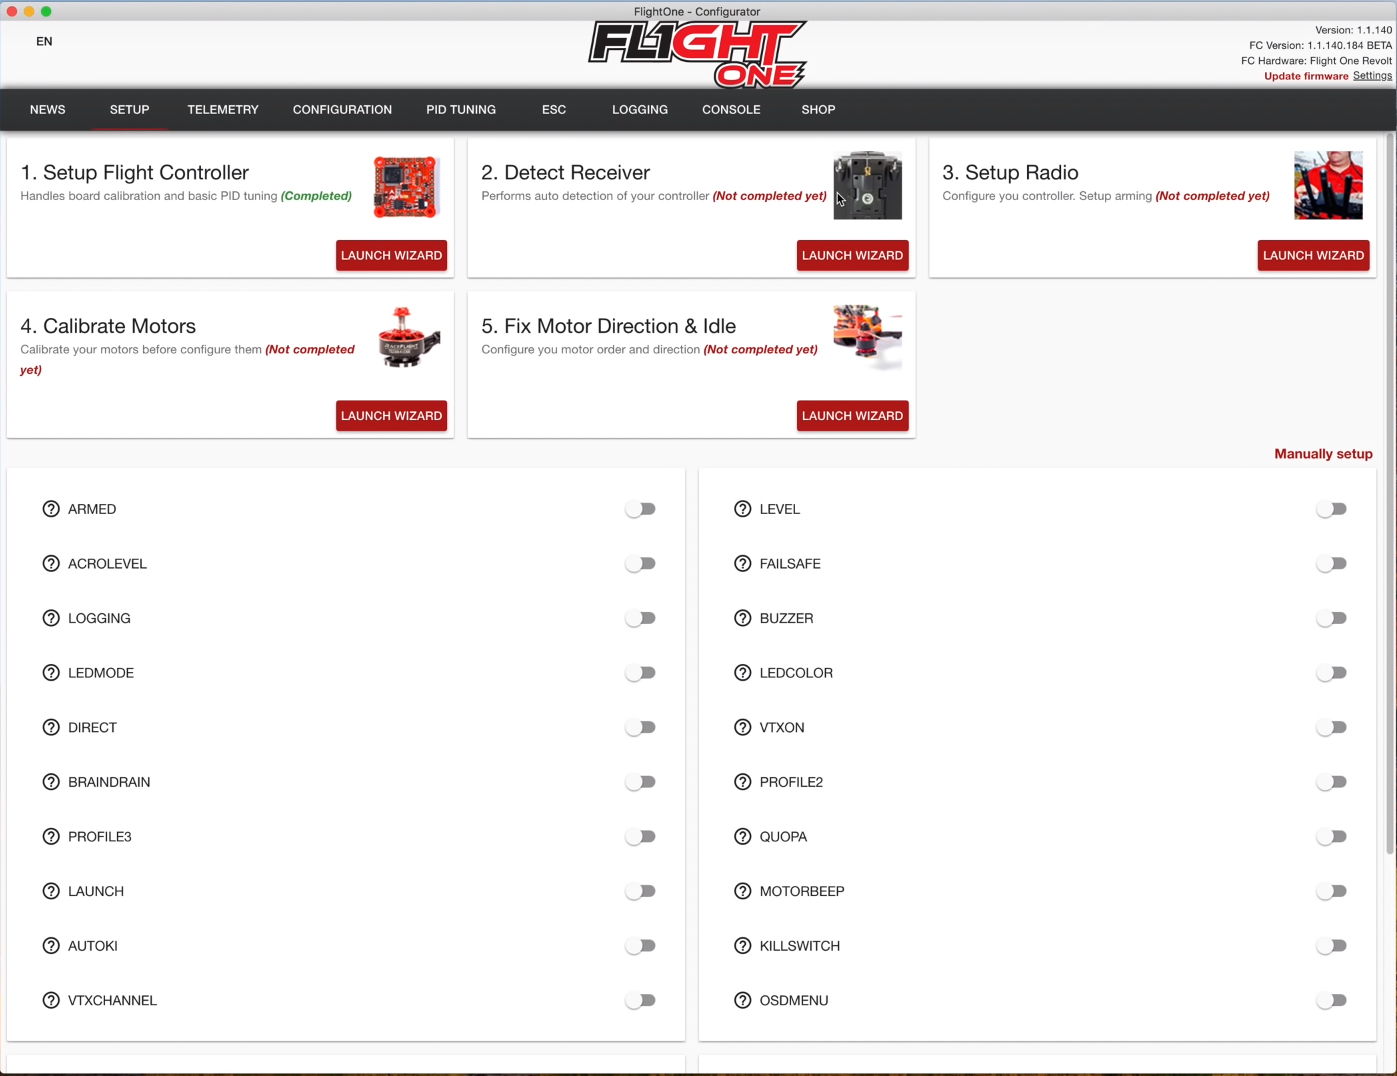 FlightOne - Configurator
EN
FLIGHT
ONE
Version: 1.1.140
FC Version: 1.1.140.184 BETA
FC Hardware: Flight One Revolt
Update firmware Settings
NEWS SETUP TELEMETRY CONFIGURATION PID TUNING ESC LOGGING CONSOLE SHOP
1. Setup Flight Controller
Handles board calibration and basic PID tuning (Completed)
LAUNCH WIZARD
2. Detect Receiver
Performs auto detection of your controller (Not completed yet)
LAUNCH WIZARD
3. Setup Radio
Configure you controller. Setup arming (Not completed yet)
LAUNCH WIZARD
4. Calibrate Motors
Calibrate your motors before configure them (Not completed
yet)
LAUNCH WIZARD
5. Fix Motor Direction & Idle
Configure you motor order and direction (Not completed yet)
LAUNCH WIZARD
Manually setup
ARMED
ACROLEVEL
LOGGING
LEDMODE
DIRECT
BRAINDRAIN
PROFILE3
LAUNCH
AUTOKI
VTXCHANNEL
LEVEL
FAILSAFE
BUZZER
LEDCOLOR
VTXON
PROFILE2
QUOPA
MOTORBEEP
KILLSWITCH
OSDMENU